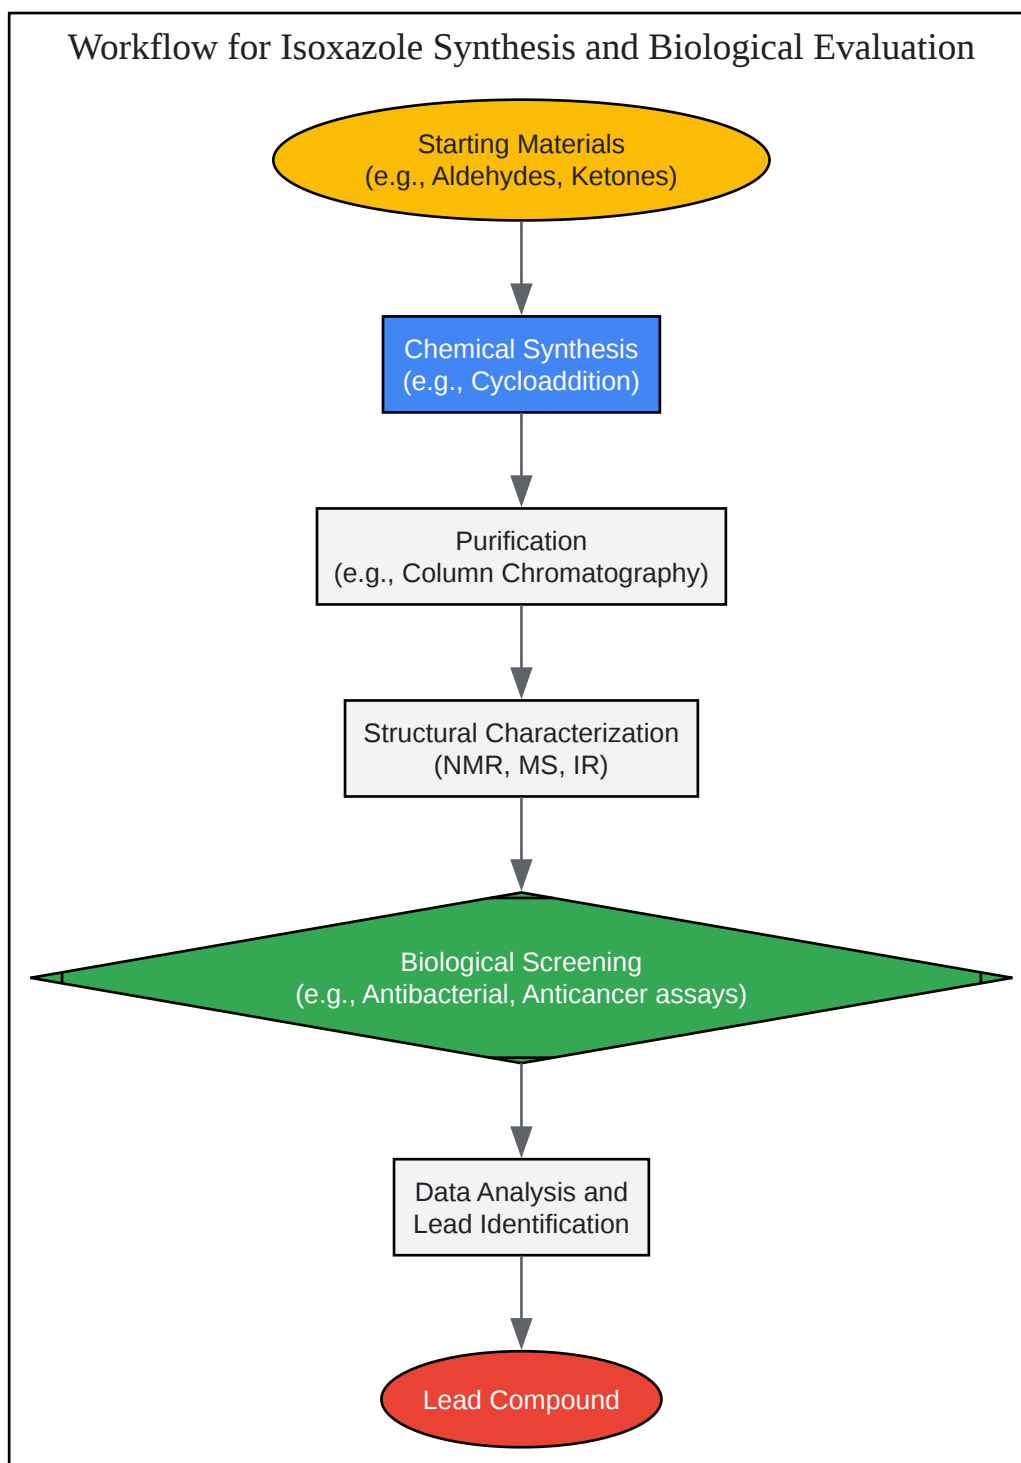 Workflow for Isoxazole Synthesis and Biological Evaluation
Starting Materials
(e.g., Aldehydes, Ketones)
Chemical Synthesis
(e.g., Cycloaddition)
Purification
(e.g., Column Chromatography)
Structural Characterization
(NMR, MS, IR)
Biological Screening
(e.g., Antibacterial, Anticancer assays)
Data Analysis and
Lead Identification
Lead Compound